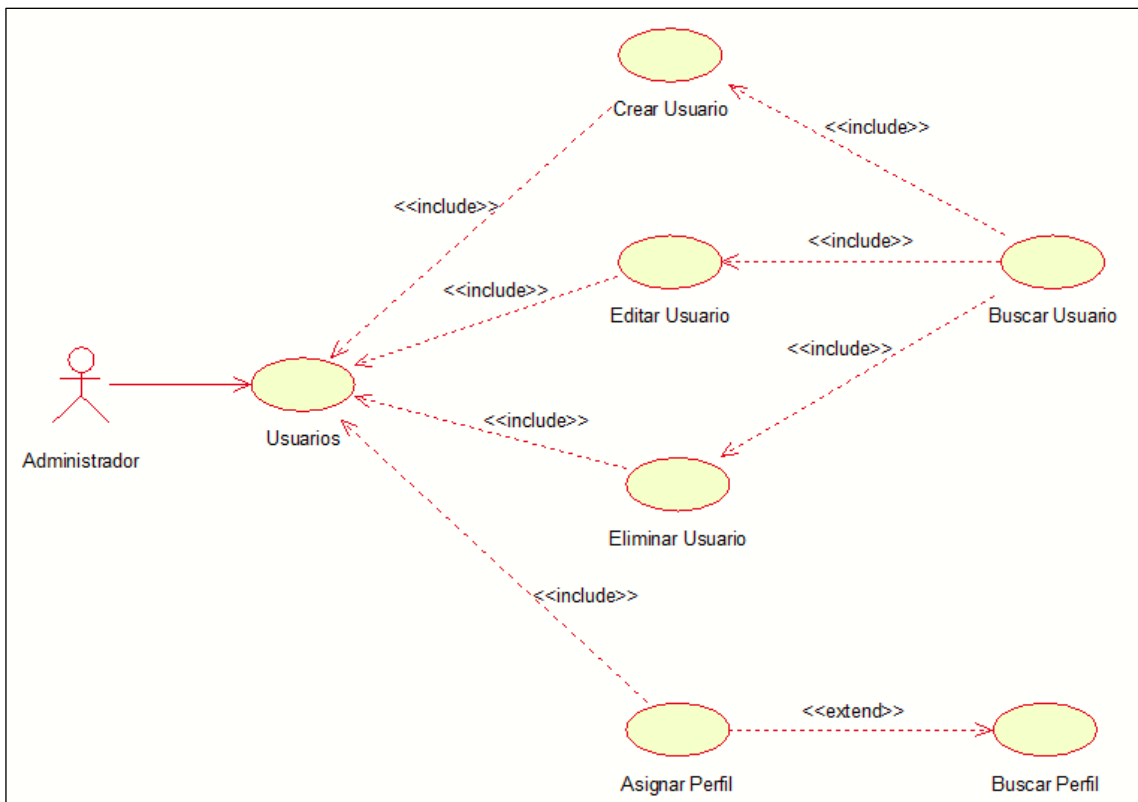 Crear Usuario
<<include>>
<<include>>
<<include>>
<<include>>
Editar Usuario
Buscar Usuario
<<include>>
<<include>>
Usuarios
Administrador
Eliminar Usuario
<<include>>
<<extend>>
Asignar Perfil
Buscar Perfil